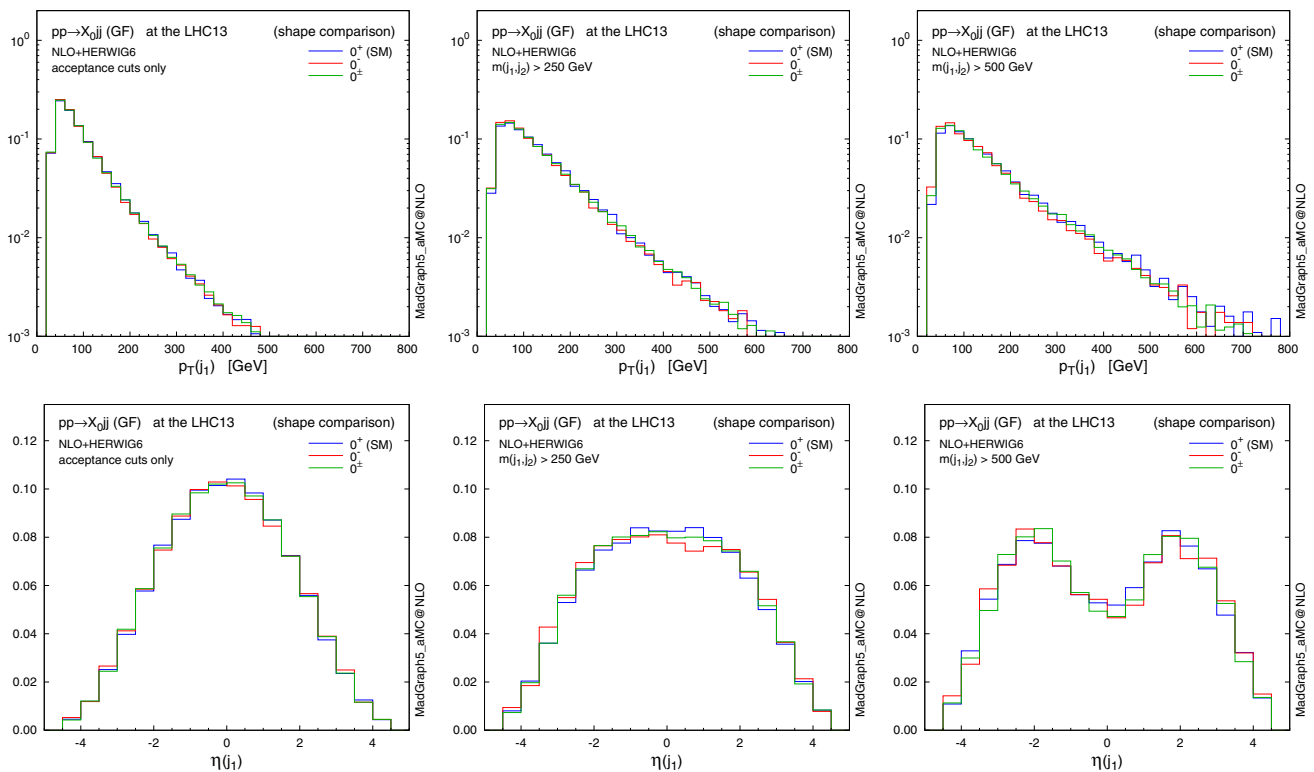 pp→X₀jj (GF) at the LHC13 (shape comparison)
NLO+HERWIG6
acceptance cuts only
0⁺ (SM)
0⁻
0±
10⁰
10⁻¹
10⁻²
10⁻³
0 100 200 300 400 500 600 700 800
p_T(j₁) [GeV]
MadGraph5_aMC@NLO
pp→X₀jj (GF) at the LHC13 (shape comparison)
NLO+HERWIG6
m(j₁,j₂) > 250 GeV
0⁺ (SM)
0⁻
0±
10⁰
10⁻¹
10⁻²
10⁻³
0 100 200 300 400 500 600 700 800
p_T(j₁) [GeV]
MadGraph5_aMC@NLO
pp→X₀jj (GF) at the LHC13 (shape comparison)
NLO+HERWIG6
m(j₁,j₂) > 500 GeV
0⁺ (SM)
0⁻
0±
10⁰
10⁻¹
10⁻²
10⁻³
0 100 200 300 400 500 600 700 800
p_T(j₁) [GeV]
MadGraph5_aMC@NLO
pp→X₀jj (GF) at the LHC13 (shape comparison)
NLO+HERWIG6
acceptance cuts only
0⁺ (SM)
0⁻
0±
0.12
0.10
0.08
0.06
0.04
0.02
0.00
-4 -2 0 2 4
η(j₁)
MadGraph5_aMC@NLO
pp→X₀jj (GF) at the LHC13 (shape comparison)
NLO+HERWIG6
m(j₁,j₂) > 250 GeV
0⁺ (SM)
0⁻
0±
0.12
0.10
0.08
0.06
0.04
0.02
0.00
-4 -2 0 2 4
η(j₁)
MadGraph5_aMC@NLO
pp→X₀jj (GF) at the LHC13 (shape comparison)
NLO+HERWIG6
m(j₁,j₂) > 500 GeV
0⁺ (SM)
0⁻
0±
0.12
0.10
0.08
0.06
0.04
0.02
0.00
-4 -2 0 2 4
η(j₁)
MadGraph5_aMC@NLO